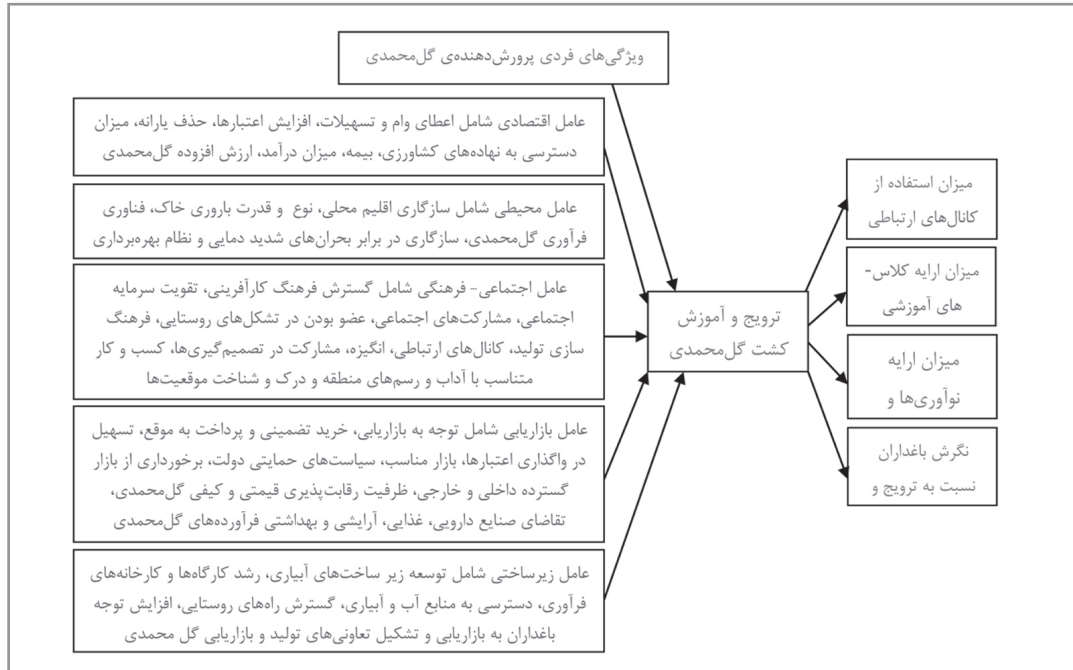 ویژگی‌های فردی پرورش‌دهنده‌ی گل‌محمدی
عامل اقتصادی شامل اعطای وام و تسهیلات، افزایش اعتبارها، حذف یارانه، میزان
دسترسی به نهاده‌های کشاورزی، بیمه، میزان درآمد، ارزش افزوده گل‌محمدی
عامل محیطی شامل سازگاری اقلیم محلی، نوع و قدرت باروری خاک، فناوری
فرآوری گل‌محمدی، سازگاری در برابر بحران‌های شدید دمایی و نظام بهره‌برداری
عامل اجتماعی- فرهنگی شامل گسترش فرهنگ کارآفرینی، تقویت سرمایه
اجتماعی، مشارکت‌های اجتماعی، عضو بودن در تشکل‌های روستایی، فرهنگ
سازی تولید، کانال‌های ارتباطی، انگیزه، مشارکت در تصمیم‌گیری‌ها، کسب و کار
متناسب با آداب و رسم‌های منطقه و درک و شناخت موقعیت‌ها
عامل بازاریابی شامل توجه به بازاریابی، خرید تضمینی و پرداخت به موقع، تسهیل
در واگذاری اعتبارها، بازار مناسب، سیاست‌های حمایتی دولت، برخورداری از بازار
گسترده داخلی و خارجی، ظرفیت رقابت‌پذیری قیمتی و کیفی گل‌محمدی،
تقاضای صنایع دارویی، غذایی، آرایشی و بهداشتی فرآورده‌های گل‌محمدی
عامل زیرساختی شامل توسعه زیر ساخت‌های آبیاری، رشد کارگاه‌ها و کارخانه‌های
فرآوری، دسترسی به منابع آب و آبیاری، گسترش راه‌های روستایی، افزایش توجه
باغداران به بازاریابی و تشکیل تعاونی‌های تولید و بازاریابی گل محمدی
ترویج و آموزش
کشت گل‌محمدی
میزان استفاده از
کانال‌های ارتباطی
میزان ارایه کلاس-
های آموزشی
میزان ارایه
نوآوری‌ها و
نگرش باغداران
نسبت به ترویج و